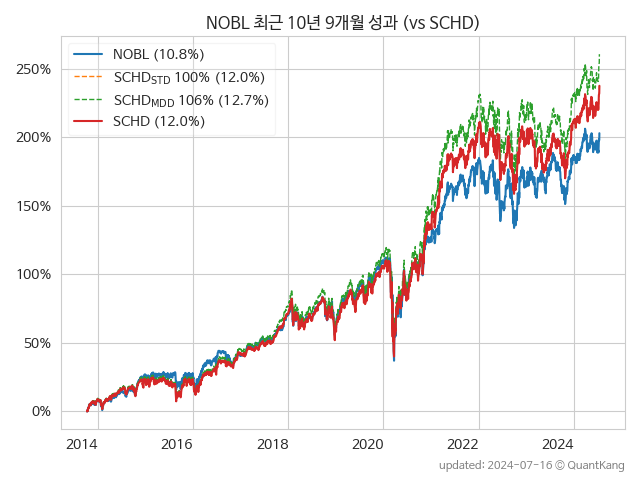 NOBL 최근 10년 9개월 성과 (vs SCHD)
NOBL (10.8%)
SCHD_STD 100% (12.0%)
SCHD_MDD 106% (12.7%)
SCHD (12.0%)
250%
200%
150%
100%
50%
0%
2014 2016 2018 2020 2022 2024
updated: 2024-07-16 © QuantKang